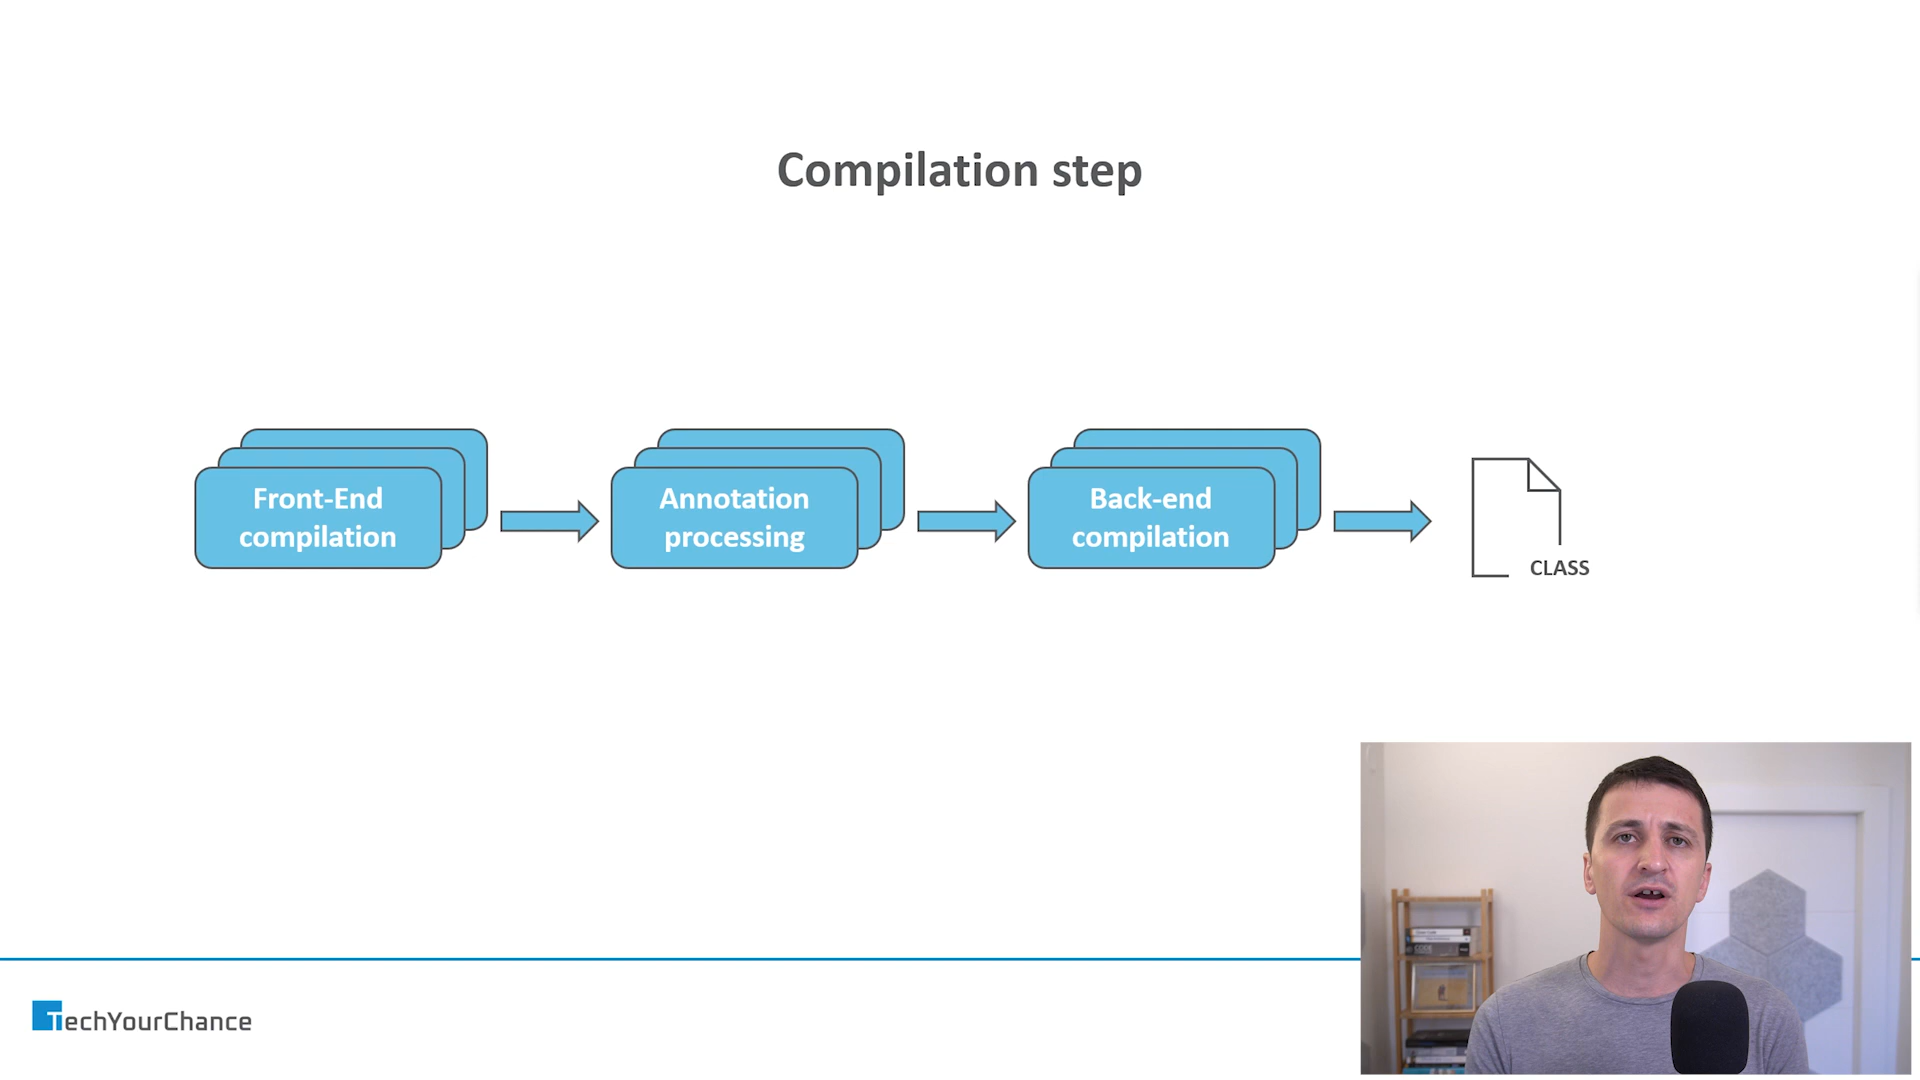 Compilation step
Front-End
compilation
Annotation
processing
Back-end
compilation
CLASS
TechYourChance